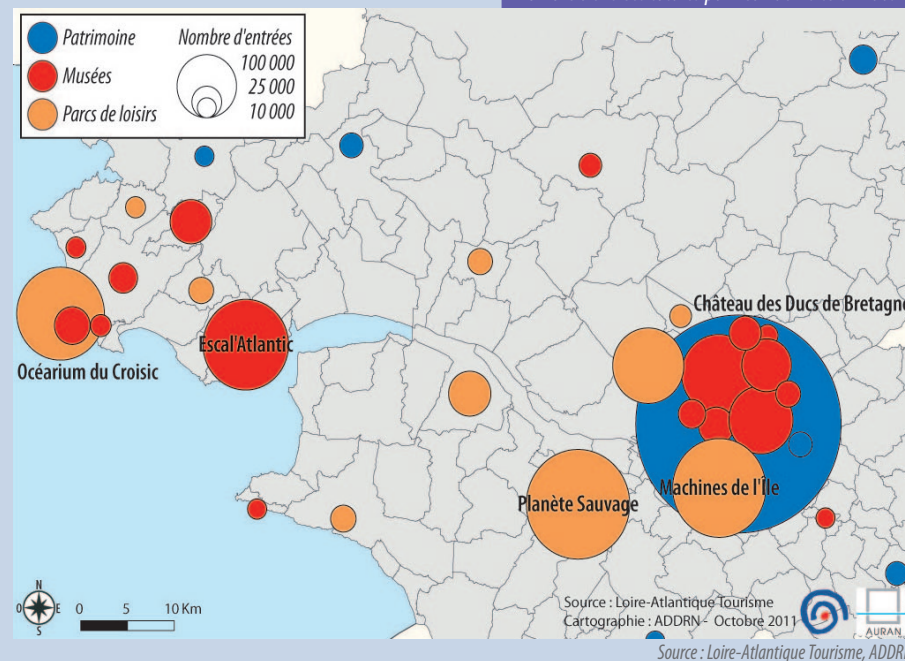 Patrimoine
Musées
Parcs de loisirs
Nombre d'entrées
100 000
25 000
10 000
Château des Ducs de Bretagne
Escal'Atlantic
Océarium du Croisic
Planète Sauvage
Machines de l'Île
N
O
E
S
0 5 10 Km
Source : Loire-Atlantique Tourisme
Cartographie : ADDRN - Octobre 2011
AURAN
Source : Loire-Atlantique Tourisme,